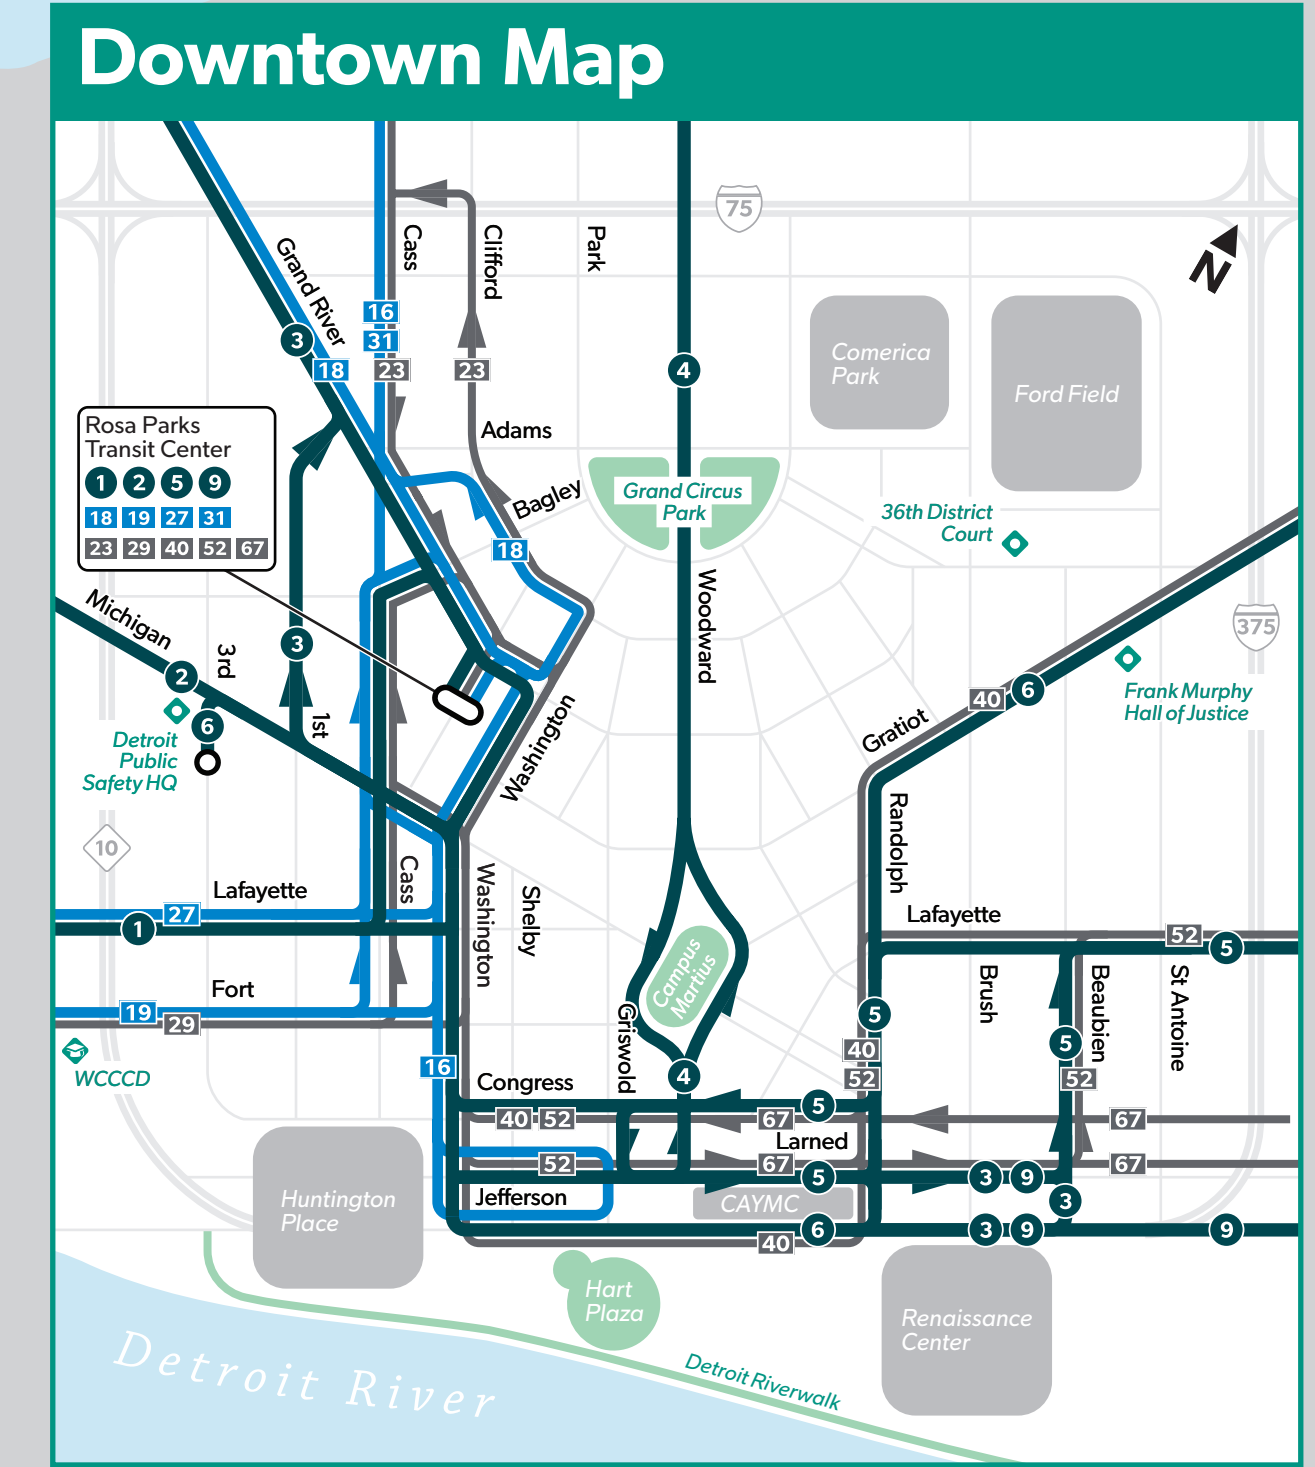 Downtown Map
75
N
Grand River
Cass
Clifford
Park
16
31
3
18
23
23
4
Comerica
Park
Ford Field
Rosa Parks
Transit Center
1 2 5 9
18 19 27 31
23 29 40 52 67
Adams
Bagley
Grand Circus
Park
36th District
Court
18
Woodward
Michigan
3rd
2
3
6
1st
Detroit
Public
Safety HQ
Washington
375
40
6
Frank Murphy
Hall of Justice
Gratiot
Randolph
10
Lafayette
27
1
Cass
Washington
Shelby
Lafayette
52
5
Fort
19
29
Campus
Martius
Griswold
Brush
Beaubien
St Antoine
5
5
40
52
52
WCCCD
16
4
Congress
40 52
67
5
67
Larned
52
67
5
3 9
67
Jefferson
CAYMC
3
6
3 9
9
40
Huntington
Place
Hart
Plaza
Renaissance
Center
Detroit River
Detroit Riverwalk